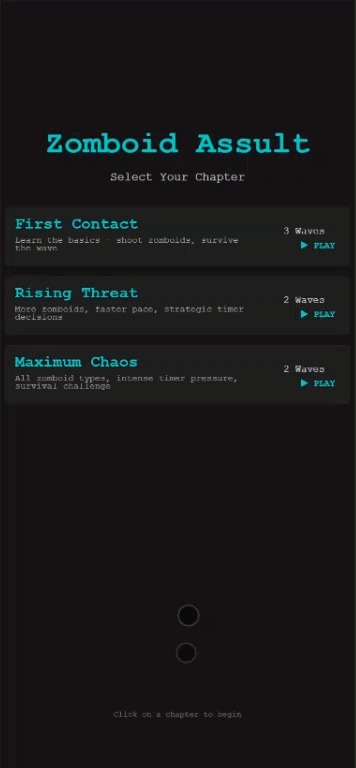 Zomboid Assult
Select Your Chapter
First Contact
Learn the basics - shoot zomboids, survive
the wave
3 Waves
▶ PLAY
Rising Threat
More zomboids, faster pace, strategic timer
decisions
2 Waves
▶ PLAY
Maximum Chaos
All zomboid types, intense timer pressure,
survival challenge
2 Waves
▶ PLAY
Click on a chapter to begin